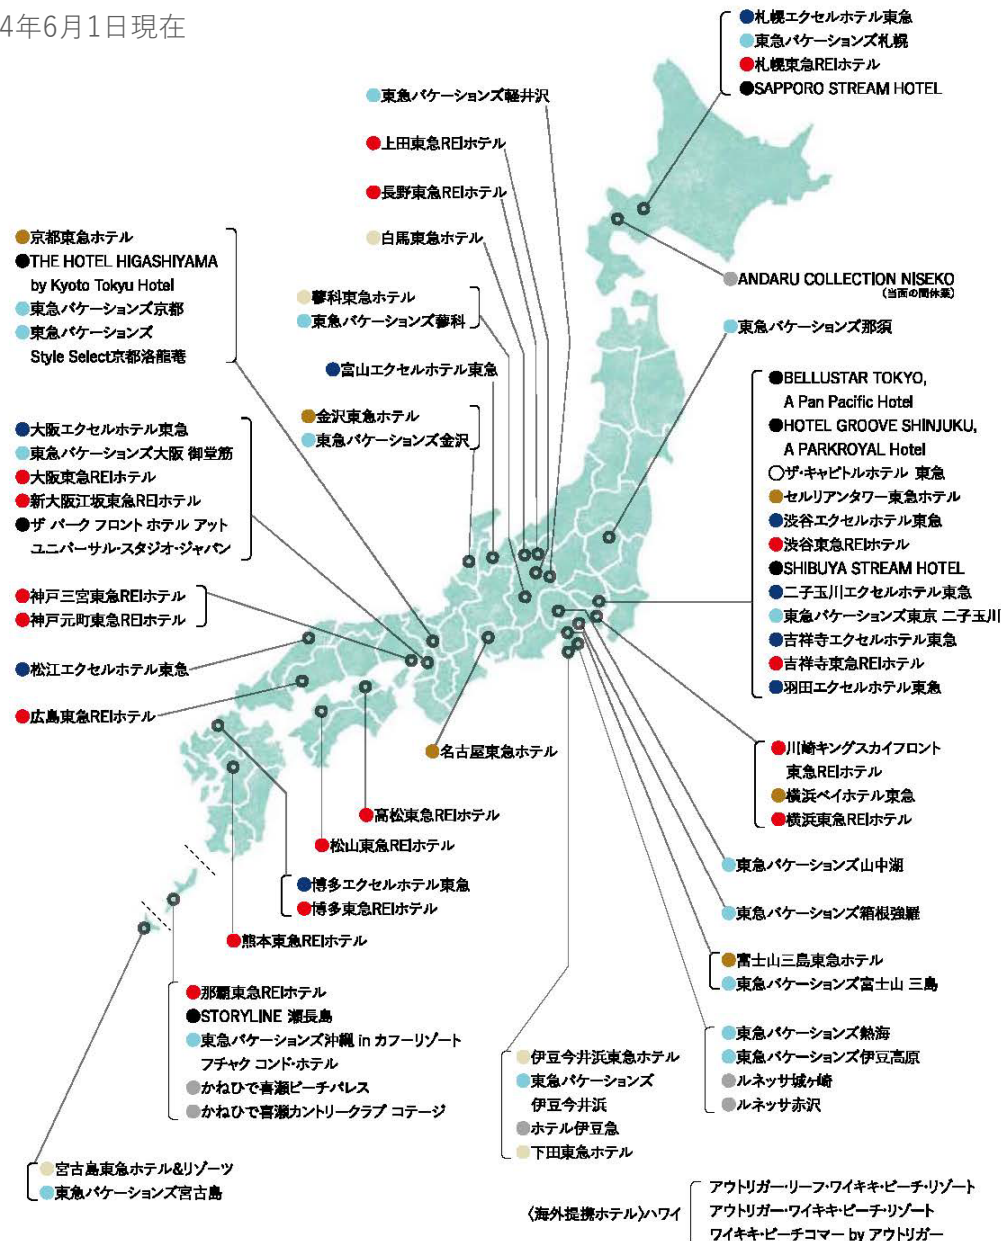 4年6月1日現在
札幌エクセルホテル東急
東急バケーションズ札幌
札幌東急REIホテル
SAPPORO STREAM HOTEL
東急バケーションズ軽井沢
上田東急REIホテル
長野東急REIホテル
白馬東急ホテル
蓼科東急ホテル
東急バケーションズ蓼科
富山エクセルホテル東急
金沢東急ホテル
東急バケーションズ金沢
京都東急ホテル
THE HOTEL HIGASHIYAMA
by Kyoto Tokyu Hotel
東急バケーションズ京都
東急バケーションズ
Style Select京都洛龍菴
大阪エクセルホテル東急
東急バケーションズ大阪 御堂筋
大阪東急REIホテル
新大阪江坂東急REIホテル
ザ パーク フロント ホテル アット
ユニバーサル・スタジオ・ジャパン
神戸三宮東急REIホテル
神戸元町東急REIホテル
松江エクセルホテル東急
広島東急REIホテル
ANDARU COLLECTION NISEKO
(当面の間休業)
東急バケーションズ那須
BELLUSTAR TOKYO,
A Pan Pacific Hotel
HOTEL GROOVE SHINJUKU,
A PARKROYAL Hotel
ザ・キャピトルホテル 東急
セルリアンタワー東急ホテル
渋谷エクセルホテル東急
渋谷東急REIホテル
SHIBUYA STREAM HOTEL
二子玉川エクセルホテル東急
東急バケーションズ東京 二子玉川
吉祥寺エクセルホテル東急
吉祥寺東急REIホテル
羽田エクセルホテル東急
川崎キングスカイフロント
東急REIホテル
横浜ベイホテル東急
横浜東急REIホテル
名古屋東急ホテル
高松東急REIホテル
松山東急REIホテル
博多エクセルホテル東急
博多東急REIホテル
熊本東急REIホテル
東急バケーションズ山中湖
東急バケーションズ箱根強羅
富士山三島東急ホテル
東急バケーションズ富士山 三島
東急バケーションズ熱海
東急バケーションズ伊豆高原
ルネッサ城ヶ崎
ルネッサ赤沢
那覇東急REIホテル
STORYLINE 瀬長島
東急バケーションズ沖縄 in カフーリゾート
フチャク コンド・ホテル
かねひで喜瀬ビーチパレス
かねひで喜瀬カントリークラブ コテージ
伊豆今井浜東急ホテル
東急バケーションズ
伊豆今井浜
ホテル伊豆急
下田東急ホテル
宮古島東急ホテル&リゾーツ
東急バケーションズ宮古島
〈海外提携ホテル〉ハワイ
アウトリガー・リーフ・ワイキキ・ビーチ・リゾート
アウトリガー・ワイキキ・ビーチ・リゾート
ワイキキ・ビーチコマー by アウトリガー